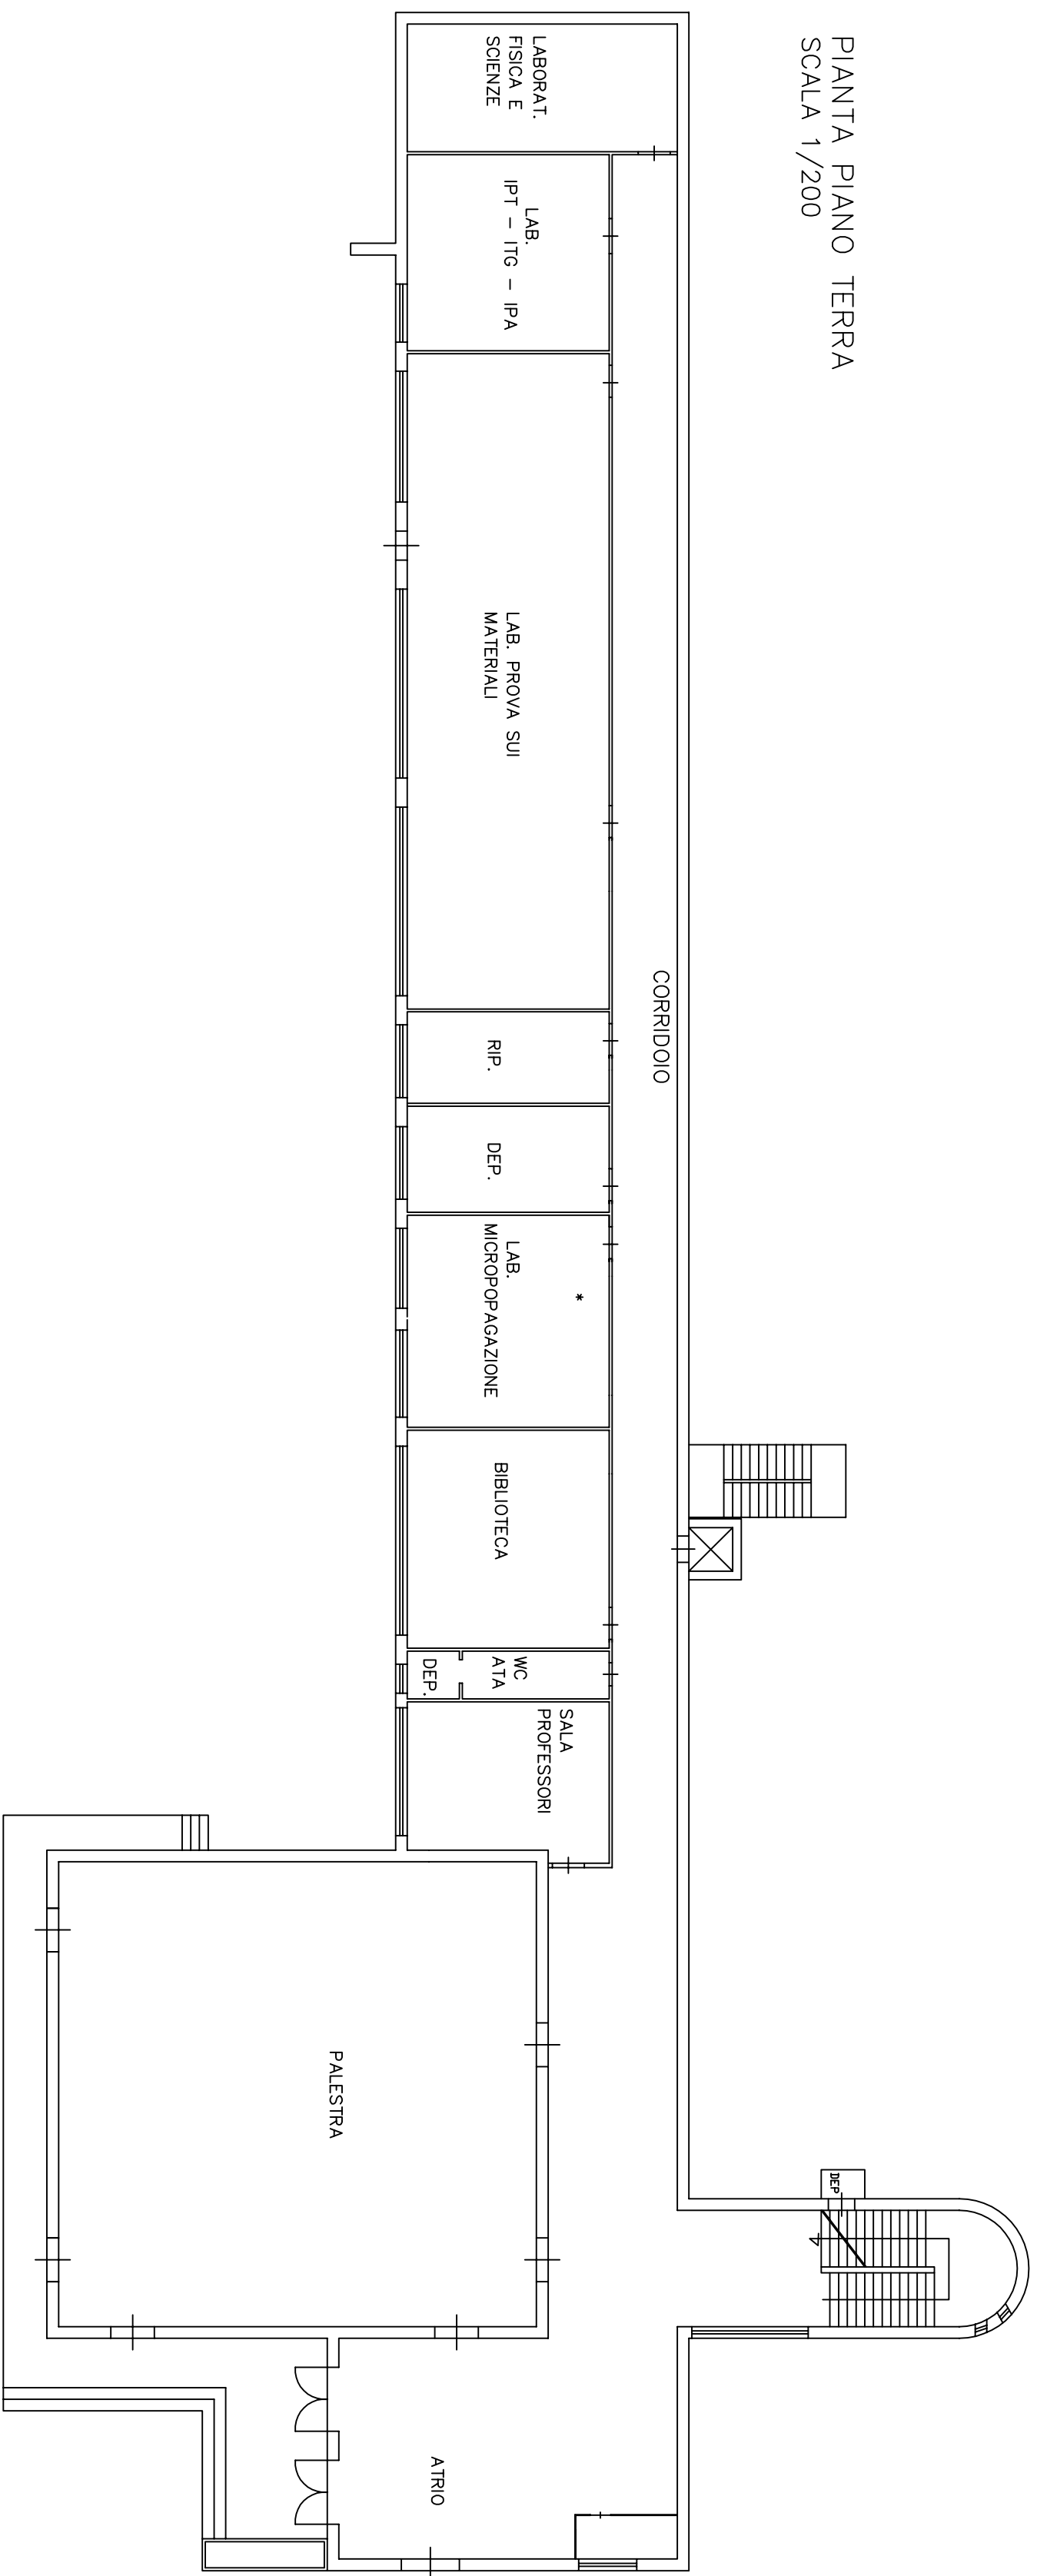 PIANTA PIANO TERRA
SCALA 1/200
LABORAT.
FISICA E
SCIENZE
LAB.
IPT - ITG - IPA
LAB. PROVA SUI
MATERIALI
CORRIDOIO
RIP.
DEP.
*
LAB.
MICROPOPAGAZIONE
BIBLIOTECA
WC
ATA
DEP.
SALA
PROFESSORI
PALESTRA
DEP
ATRIO